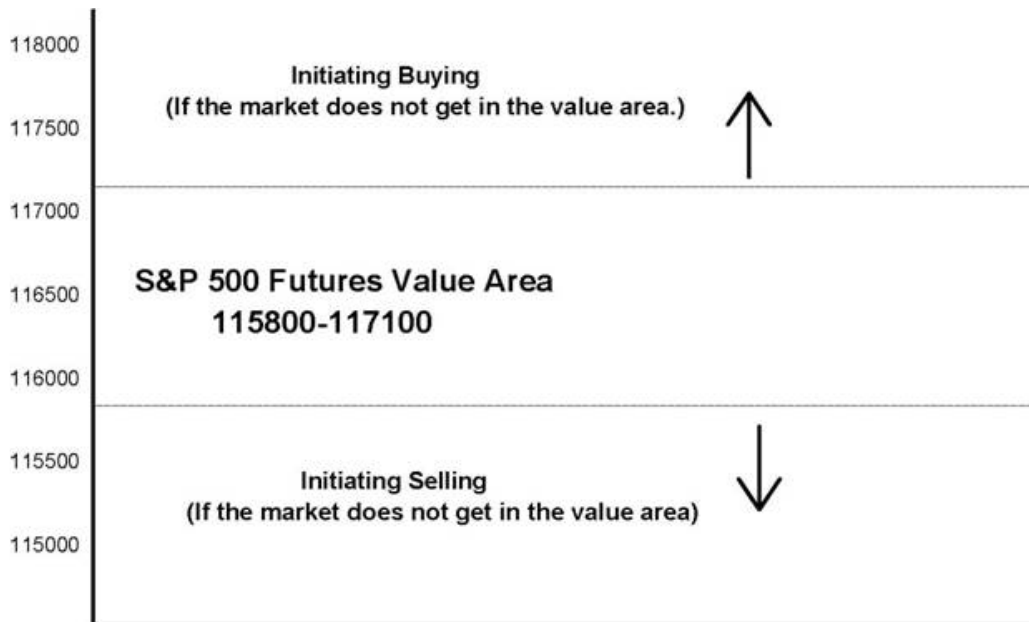 118000
Initiating Buying
(If the market does not get in the value area.)
117500
117000
S&P 500 Futures Value Area
116500
115800-117100
116000
115500
Initiating Selling
(If the market does not get in the value area)
115000